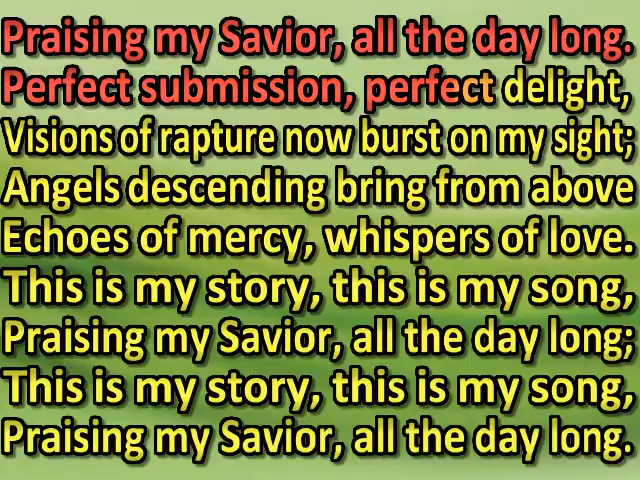 Praising my Savior, all the day long.
Perfect submission, perfect delight,
Visions of rapture now burst on my sight;
Angels descending bring from above
Echoes of mercy, whispers of love.
This is my story, this is my song,
Praising my Savior, all the day long;
This is my story, this is my song,
Praising my Savior, all the day long.